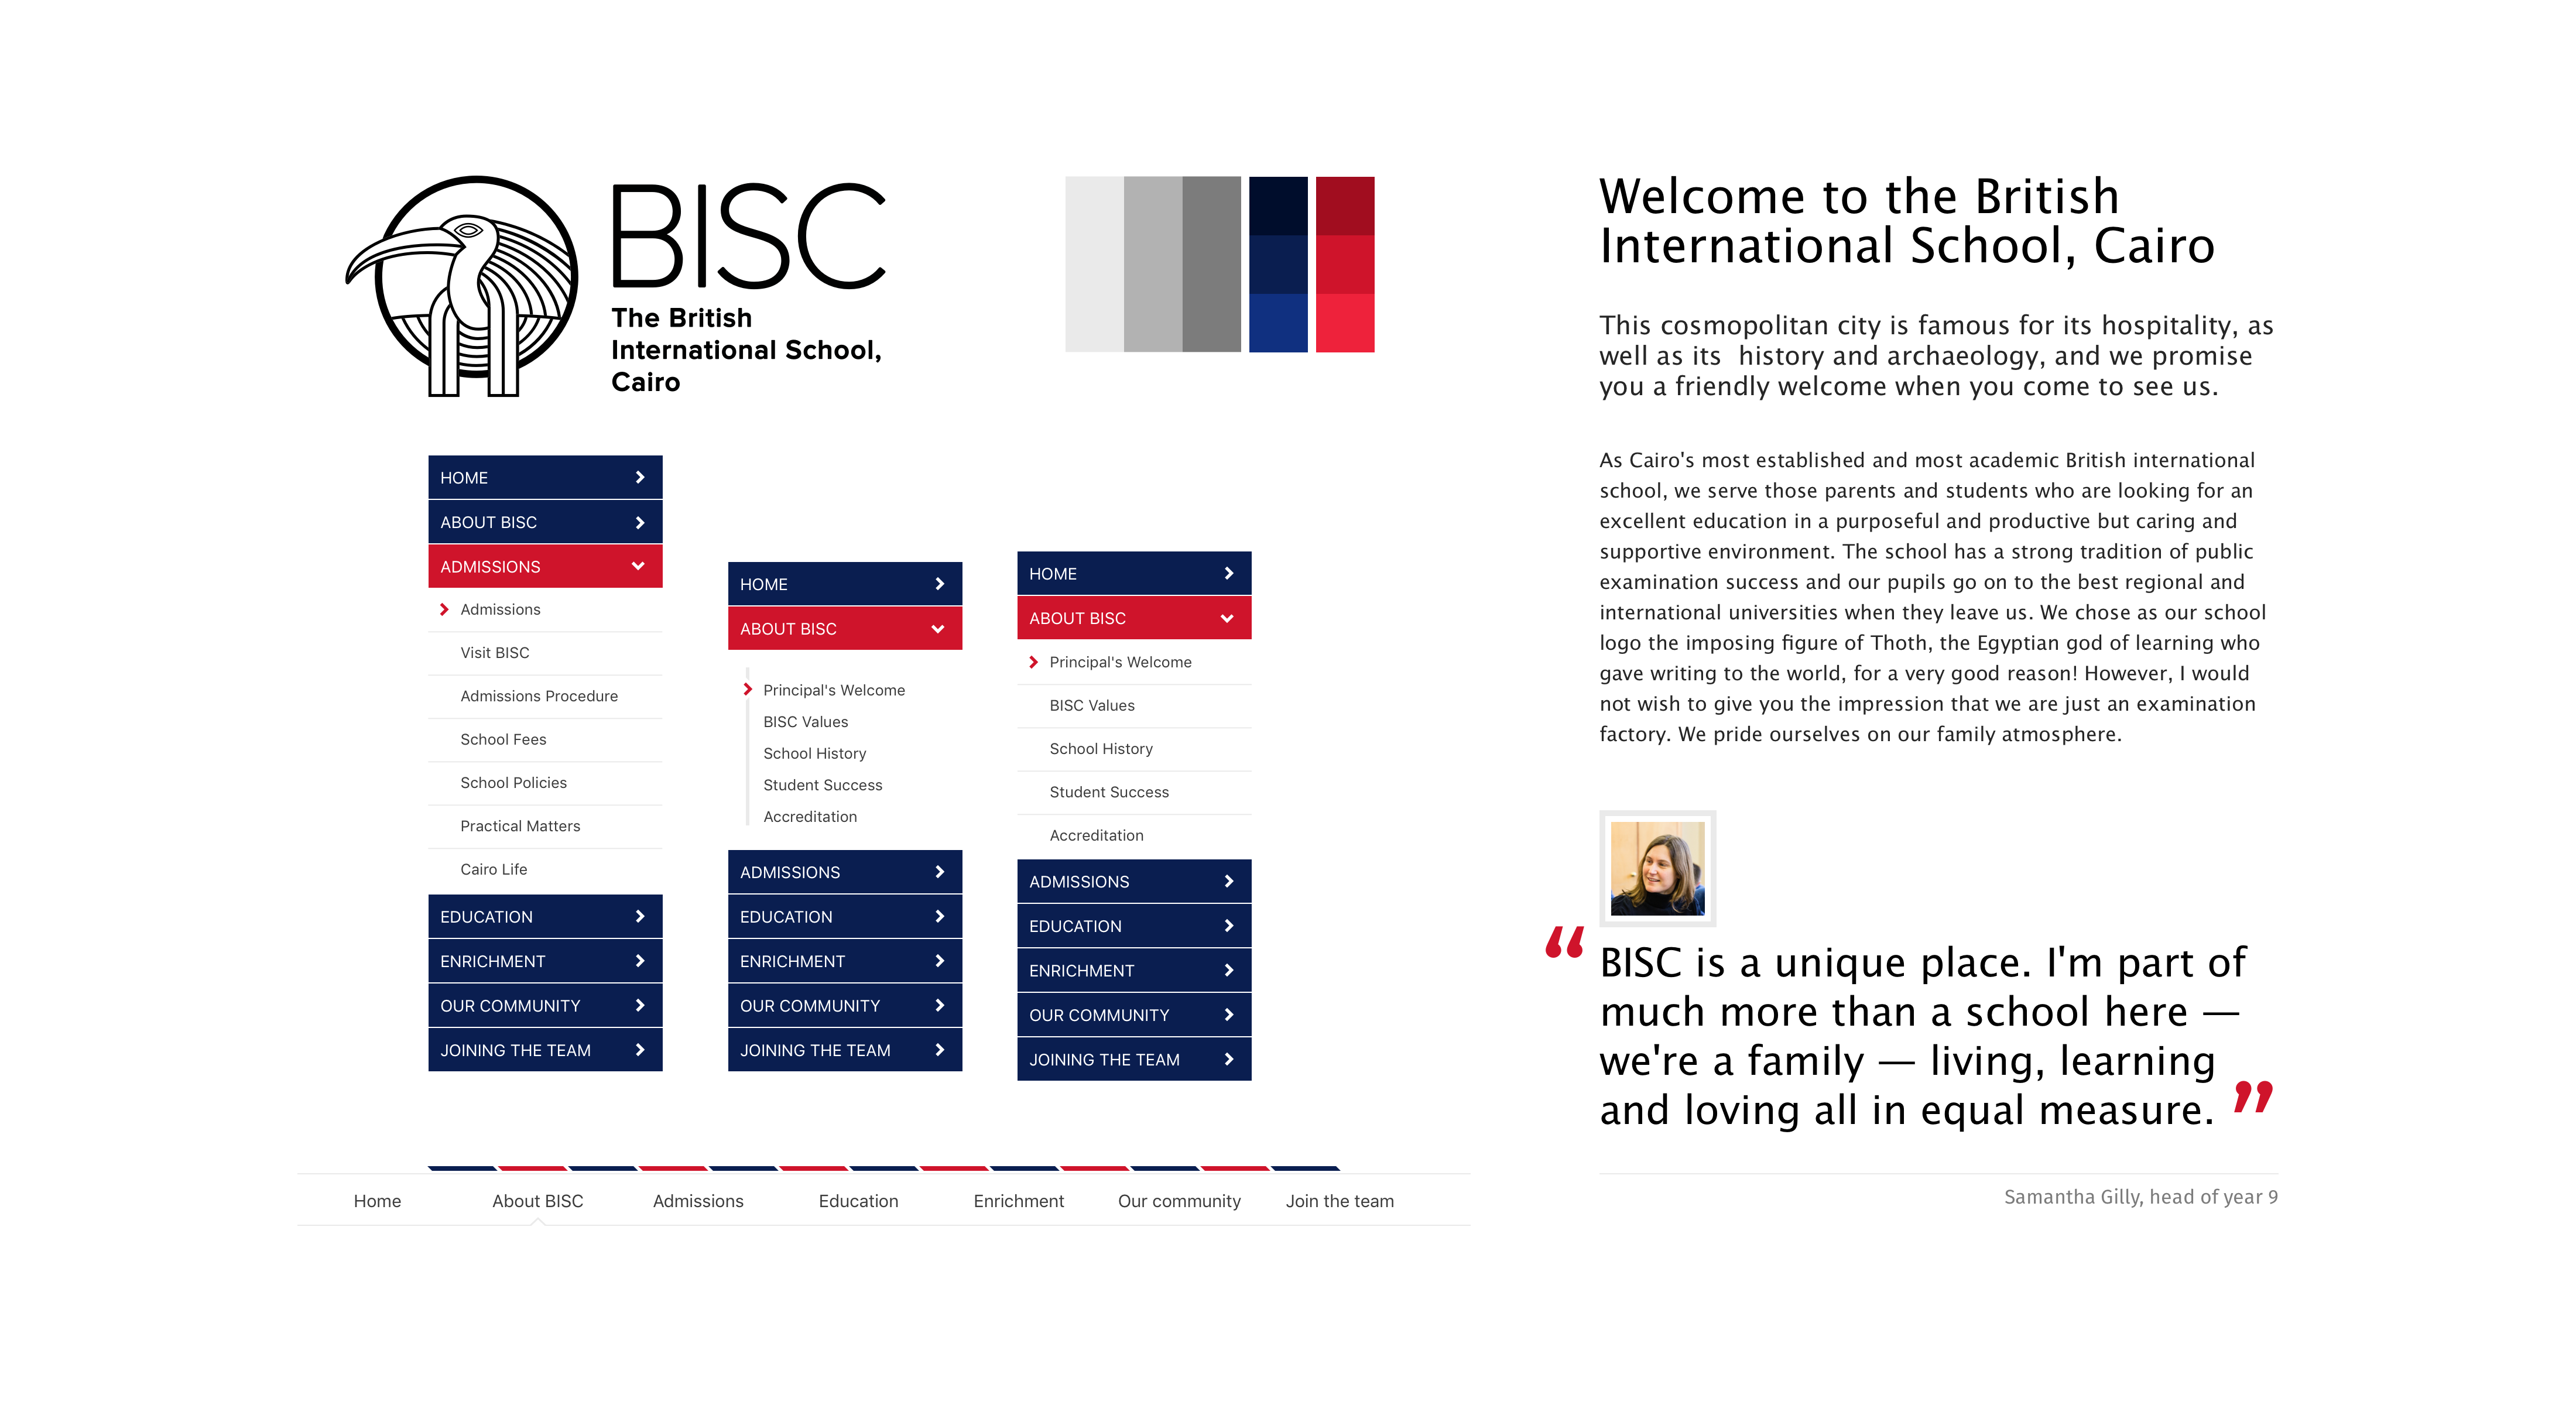 BISC
The British
International School,
Cairo
HOME
ABOUT BISC
ADMISSIONS
Admissions
Visit BISC
Admissions Procedure
School Fees
School Policies
Practical Matters
Cairo Life
EDUCATION
ENRICHMENT
OUR COMMUNITY
JOINING THE TEAM
HOME
ABOUT BISC
Principal's Welcome
BISC Values
School History
Student Success
Accreditation
ADMISSIONS
EDUCATION
ENRICHMENT
OUR COMMUNITY
JOINING THE TEAM
HOME
ABOUT BISC
Principal's Welcome
BISC Values
School History
Student Success
Accreditation
ADMISSIONS
EDUCATION
ENRICHMENT
OUR COMMUNITY
JOINING THE TEAM
Home About BISC Admissions Education Enrichment Our community Join the team
Welcome to the British
International School, Cairo
This cosmopolitan city is famous for its hospitality, as
well as its  history and archaeology, and we promise
you a friendly welcome when you come to see us.
As Cairo's most established and most academic British international
school, we serve those parents and students who are looking for an
excellent education in a purposeful and productive but caring and
supportive environment. The school has a strong tradition of public
examination success and our pupils go on to the best regional and
international universities when they leave us. We chose as our school
logo the imposing figure of Thoth, the Egyptian god of learning who
gave writing to the world, for a very good reason! However, I would
not wish to give you the impression that we are just an examination
factory. We pride ourselves on our family atmosphere.
“BISC is a unique place. I'm part of
much more than a school here —
we're a family — living, learning
and loving all in equal measure.”
Samantha Gilly, head of year 9